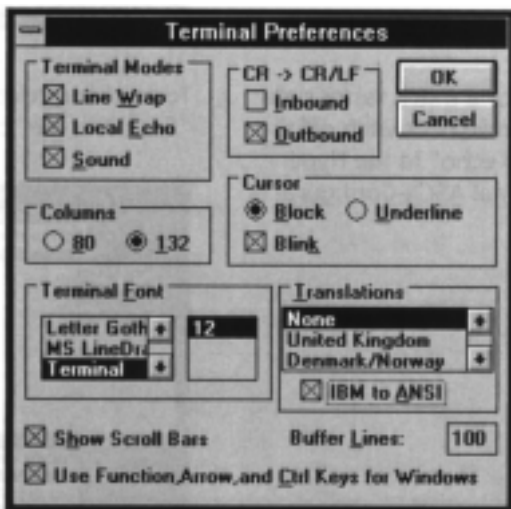 Terminal Preferences
Terminal Modes
Line Wrap
Local Echo
Sound
CR -> CR/LF
Inbound
Outbound
OK
Cancel
Columns
80
132
Cursor
Block
Underline
Blink
Terminal Font
Letter Goth
MS LineDra
Terminal
12
Translations
None
United Kingdom
Denmark/Norway
IBM to ANSI
Show Scroll Bars
Buffer Lines: 100
Use Function,Arrow,and Ctrl Keys for Windows